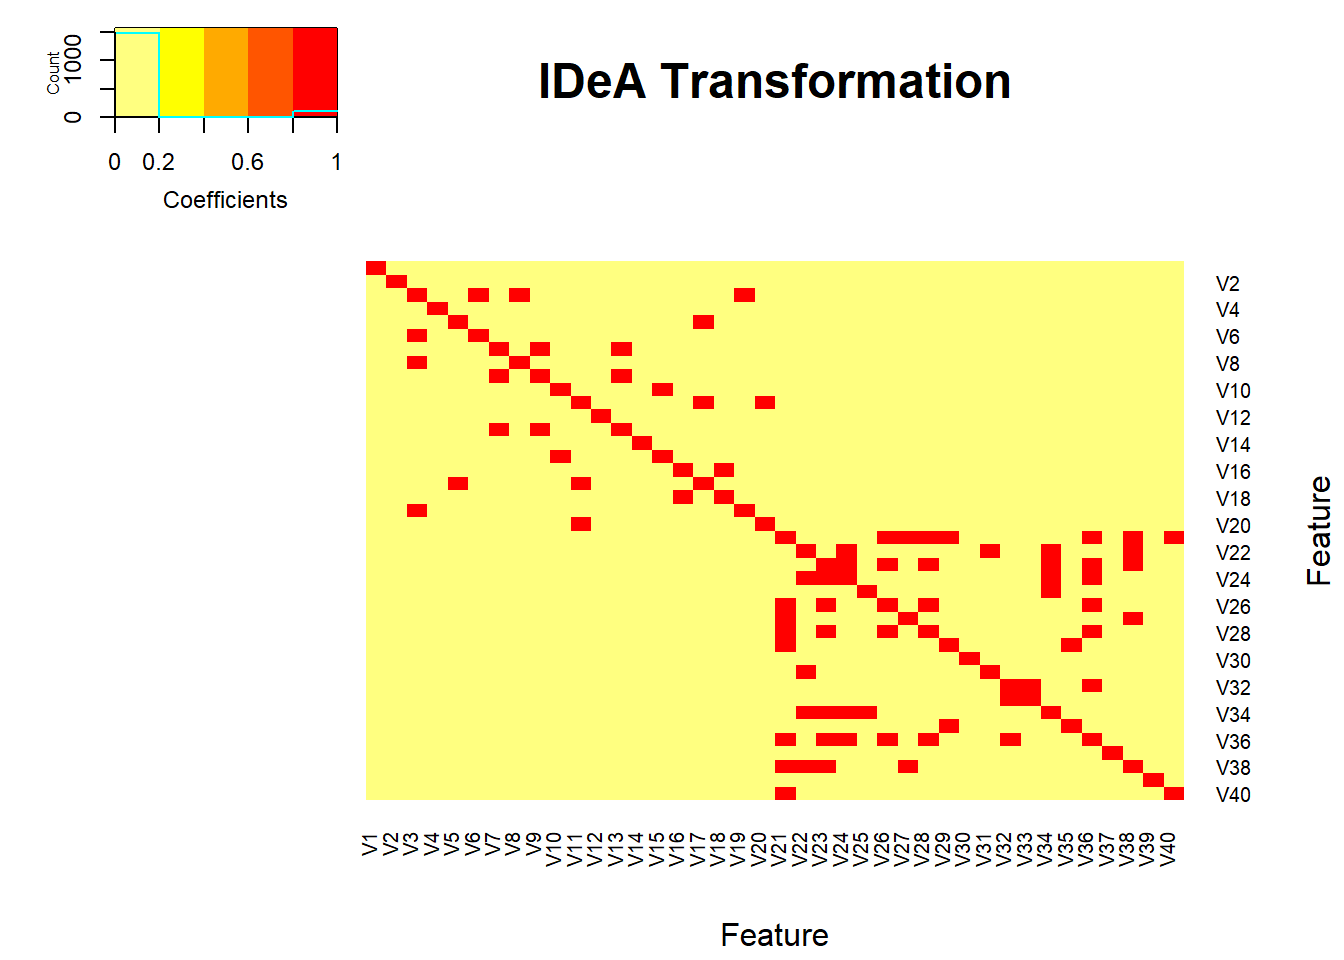 IDeA Transformation
Count
0 1000
0 0.2 0.6 1
Coefficients
V2
V4
V6
V8
V10
V12
V14
V16
V18
V20
V22
V24
V26
V28
V30
V32
V34
V36
V38
V40
Feature
V1 V2 V3 V4 V5 V6 V7 V8 V9 V10 V11 V12 V13 V14 V15 V16 V17 V18 V19 V20 V21 V22 V23 V24 V25 V26 V27 V28 V29 V30 V31 V32 V33 V34 V35 V36 V37 V38 V39 V40
Feature